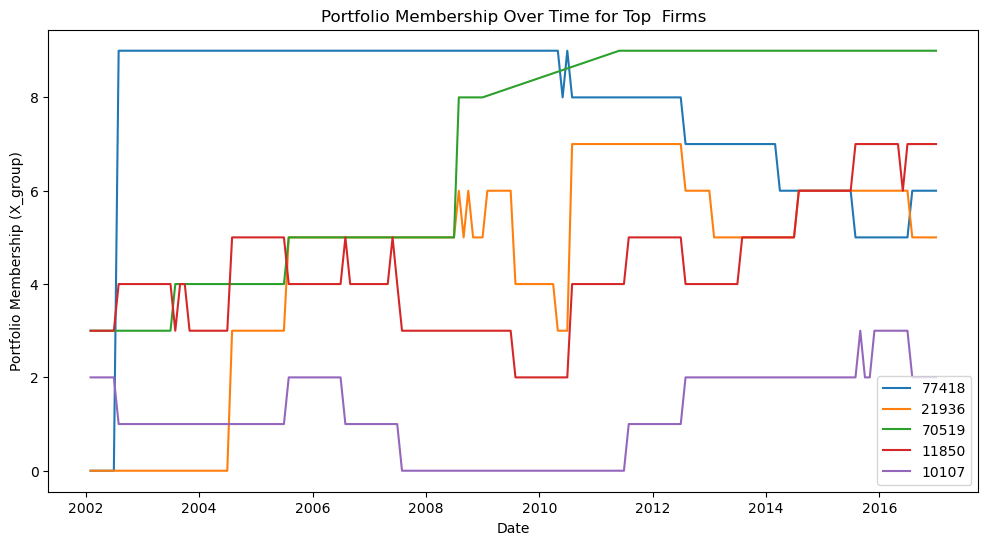 Portfolio Membership Over Time for Top  Firms
Portfolio Membership (X_group)
8
6
4
2
0
2002 2004 2006 2008 2010 2012 2014 2016
Date
77418
21936
70519
11850
10107